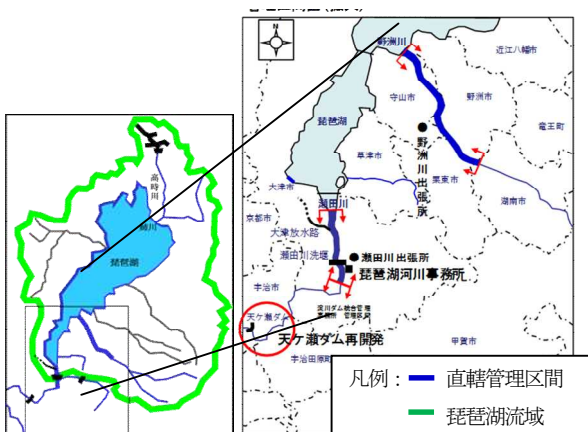 野洲川
近江八幡市
守山市
野洲市
竜王町
琵琶湖
野洲川出張所
草津市
栗東市
湖南市
大津市
瀬田川
京都市
大津放水路
瀬田川洗堰
瀬田川出張所
琵琶湖河川事務所
宇治市
天ケ瀬ダム
天ケ瀬ダム再開発
甲賀市
宇治田原町
高時川
姉川
琵琶湖
凡例:
直轄管理区間
琵琶湖流域